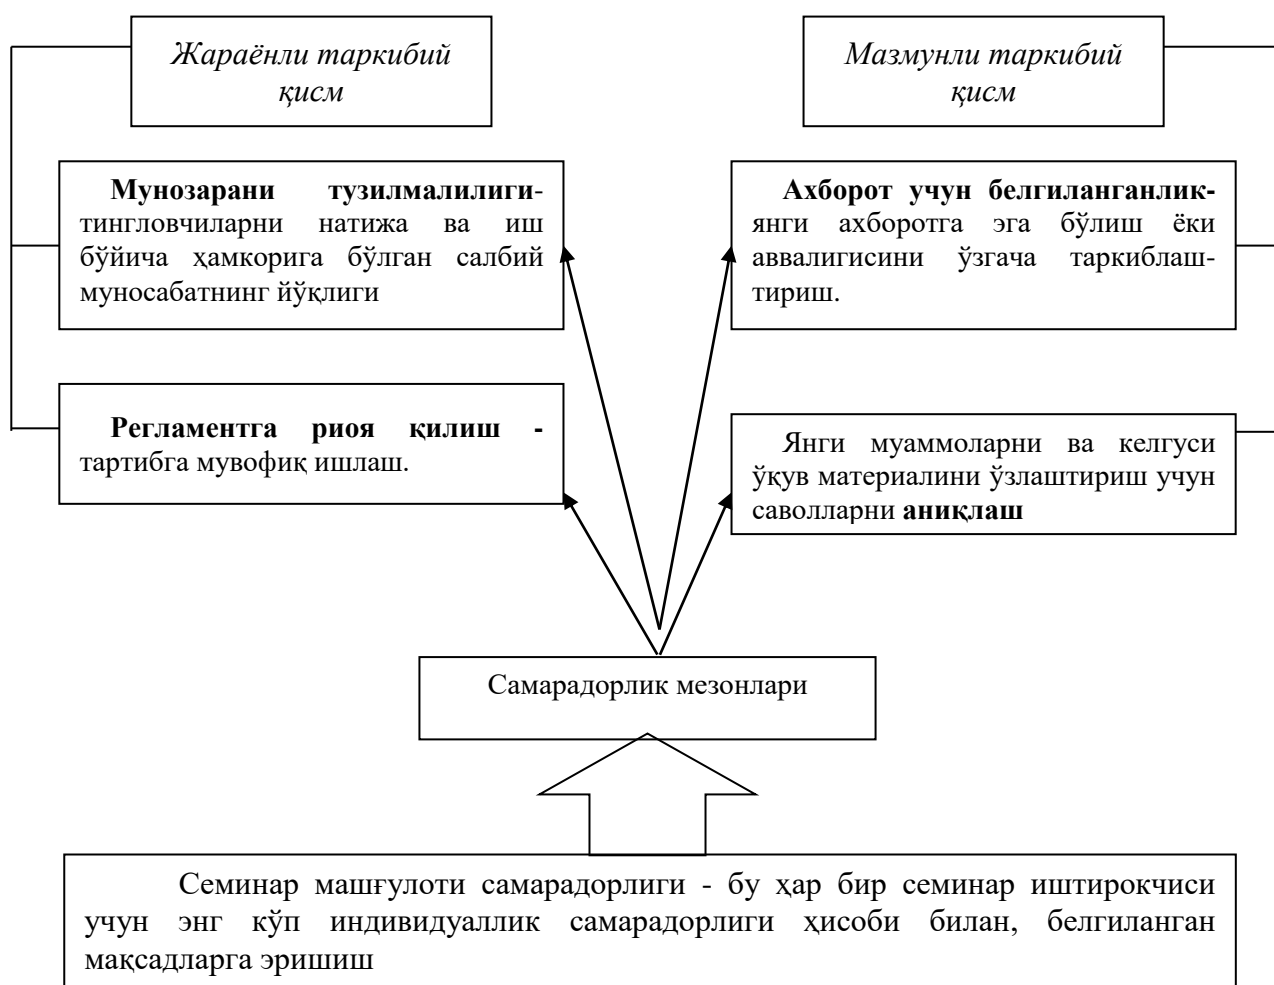 Жараёнли таркибий
қисм
Мазмунли таркибий
қисм
Мунозарани тузилмалилиги-
тингловчиларни натижа ва иш
бўйича ҳамкорига бўлган салбий
муносабатнинг йўқлиги
Ахборот учун белгиланганлик-
янги ахборотга эга бўлиш ёки
аввалигисини ўзгача таркиблаш-
тириш.
Регламентга риоя қилиш -
тартибга мувофиқ ишлаш.
Янги муаммоларни ва келгуси
ўқув материалини ўзлаштириш учун
саволларни аниқлаш
Самарадорлик мезонлари
Семинар машғулоти самарадорлиги - бу ҳар бир семинар иштирокчиси
учун энг кўп индивидуаллик самарадорлиги ҳисоби билан, белгиланган
мақсадларга эришиш